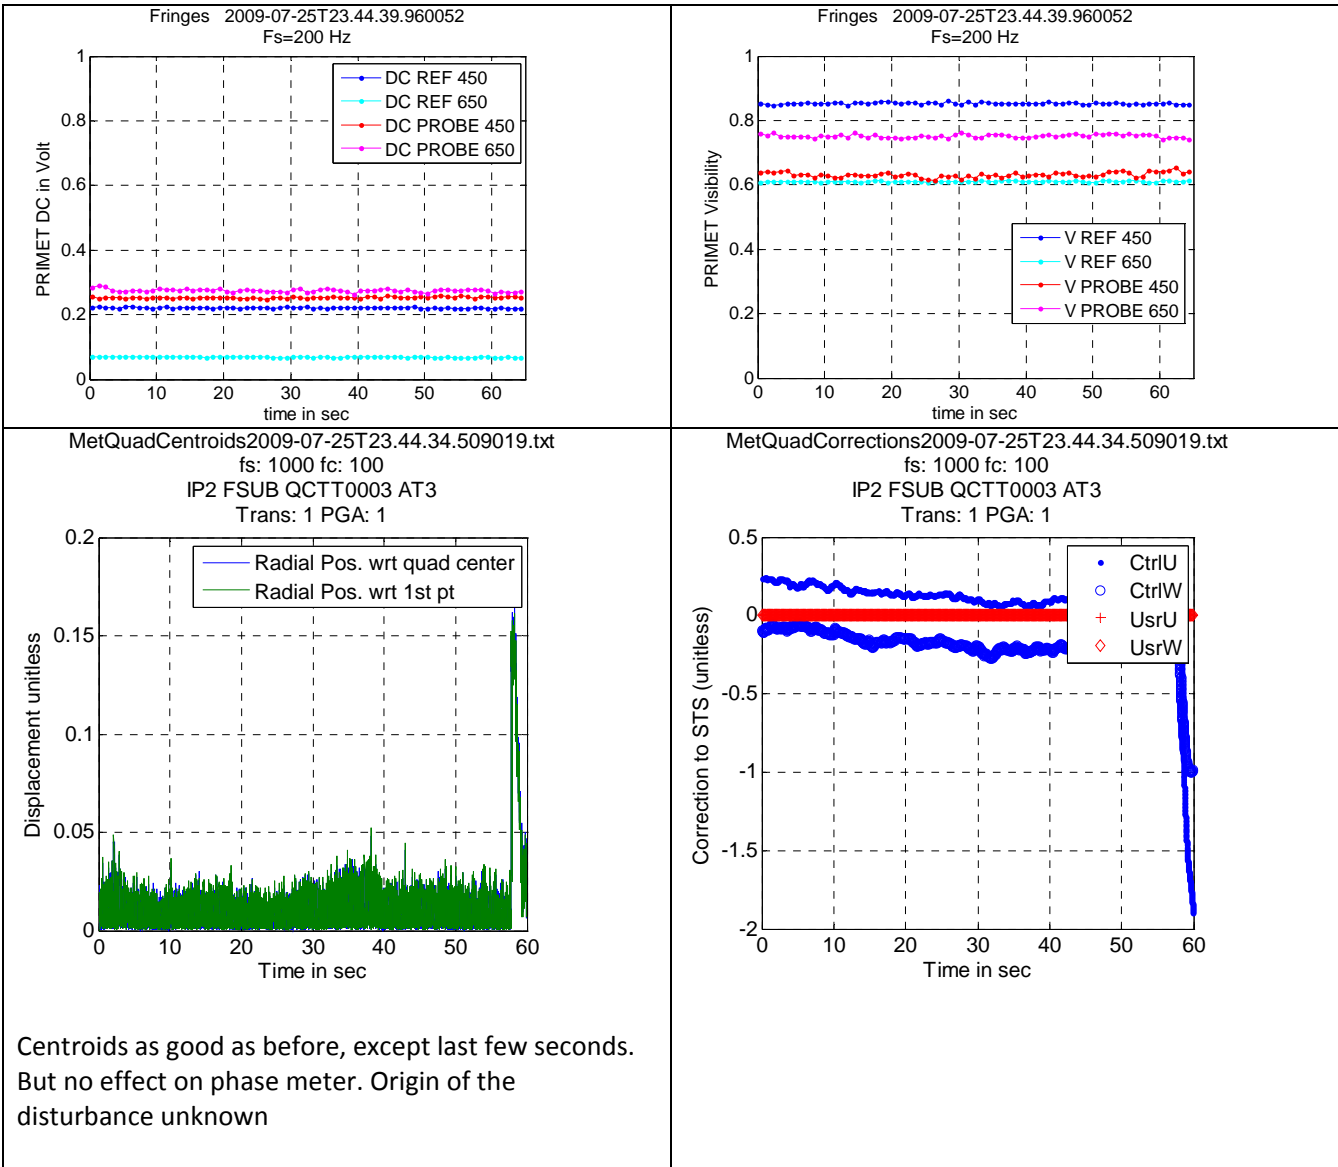 Fringes 2009-07-25T23.44.39.960052
Fs=200 Hz
PRIMET DC in Volt
1
0.8
0.6
0.4
0.2
0
DC REF 450
DC REF 650
DC PROBE 450
DC PROBE 650
0 10 20 30 40 50 60
time in sec
Fringes 2009-07-25T23.44.39.960052
Fs=200 Hz
PRIMET Visibility
1
0.8
0.6
0.4
0.2
0
V REF 450
V REF 650
V PROBE 450
V PROBE 650
0 10 20 30 40 50 60
time in sec
MetQuadCentroids2009-07-25T23.44.34.509019.txt
fs: 1000 fc: 100
IP2 FSUB QCTT0003 AT3
Trans: 1 PGA: 1
Displacement unitless
0.2
0.15
0.1
0.05
0
Radial Pos. wrt quad center
Radial Pos. wrt 1st pt
0 10 20 30 40 50 60
Time in sec
Centroids as good as before, except last few seconds.
But no effect on phase meter. Origin of the
disturbance unknown
MetQuadCorrections2009-07-25T23.44.34.509019.txt
fs: 1000 fc: 100
IP2 FSUB QCTT0003 AT3
Trans: 1 PGA: 1
Correction to STS (unitless)
0.5
0
-0.5
-1
-1.5
-2
CtrlU
CtrlW
UsrU
UsrW
0 10 20 30 40 50 60
Time in sec